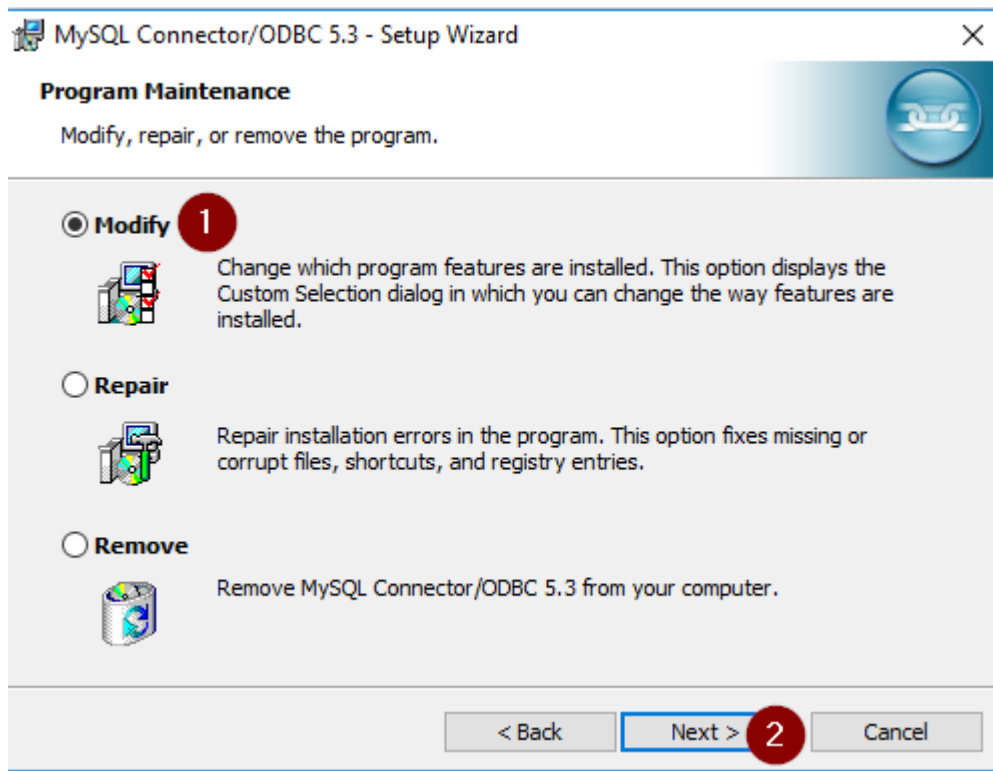 MySQL Connector/ODBC 5.3 - Setup Wizard
Program Maintenance
Modify, repair, or remove the program.
Modify 1
Change which program features are installed. This option displays the
Custom Selection dialog in which you can change the way features are
installed.
Repair
Repair installation errors in the program. This option fixes missing or
corrupt files, shortcuts, and registry entries.
Remove
Remove MySQL Connector/ODBC 5.3 from your computer.
< Back Next > 2 Cancel